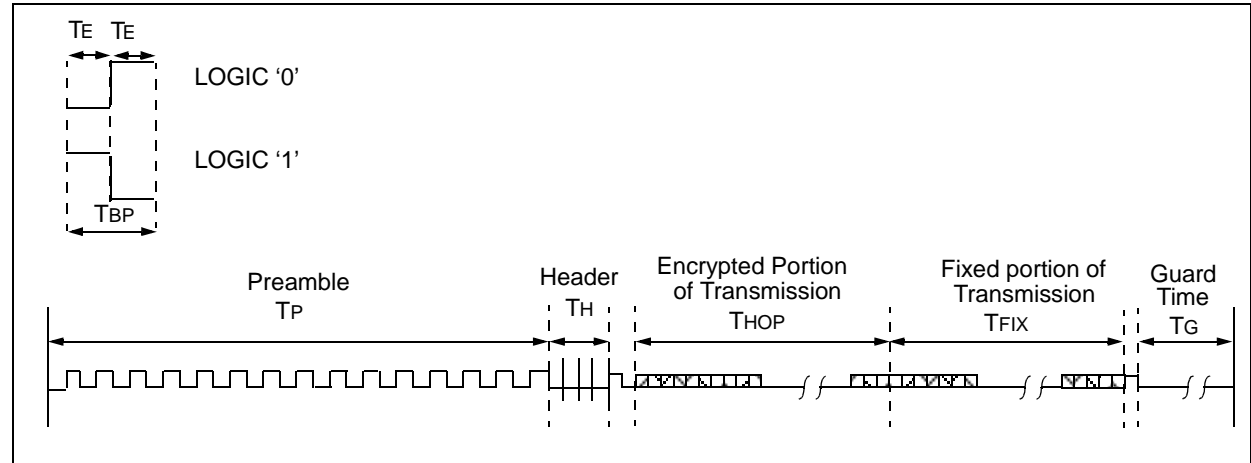 TE TE
LOGIC ‘0’
LOGIC ‘1’
TBP
Preamble
TP
Header
TH
Encrypted Portion
of Transmission
THOP
Fixed portion of
Transmission
TFIX
Guard
Time
TG